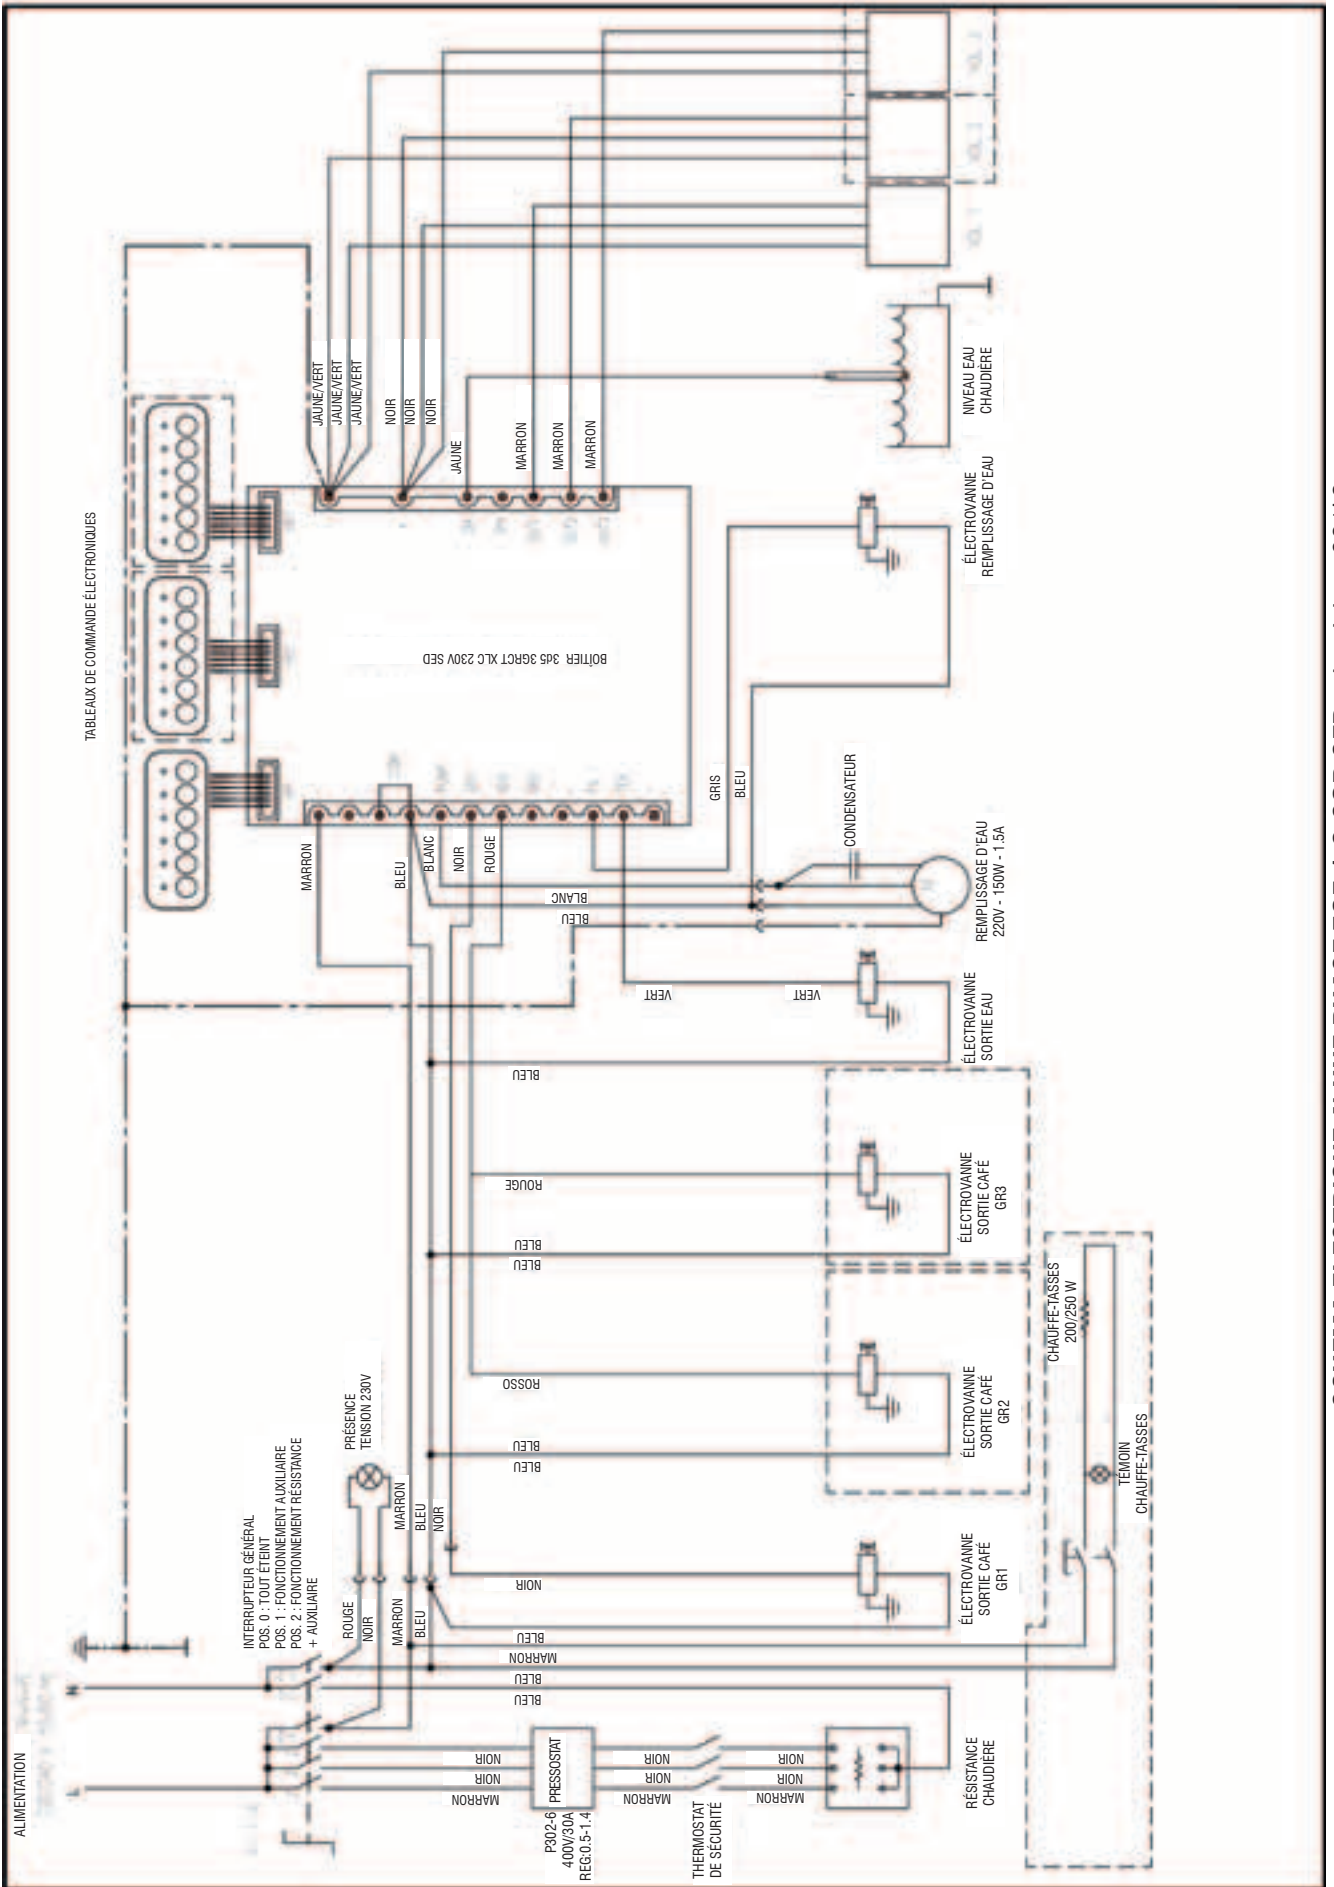 TABLEAUX DE COMMANDE ÉLECTRONIQUES
JAUNE/VERT
JAUNE/VERT
JAUNE/VERT
NOIR
NOIR
NOIR
JAUNE
MARRON
MARRON
MARRON
NIVEAU EAU
CHAUDIÈRE
BOÎTIER 3d5 3GRCT XLC 230V SED
ÉLECTROVANNE
REMPLISSAGE D'EAU
MARRON
BLEU
BLANC
NOIR
ROUGE
GRIS
BLEU
CONDENSATEUR
BLANC
BLEU
REMPLISSAGE D'EAU
220V - 150W - 1.5A
VERT
VERT
ÉLECTROVANNE
SORTIE EAU
BLEU
ROUGE
BLEU
BLEU
ÉLECTROVANNE
SORTIE CAFÉ
GR3
ROSSO
BLEU
BLEU
ÉLECTROVANNE
SORTIE CAFÉ
GR2
CHAUFFE-TASSES
200/250 W
TÉMOIN
CHAUFFE-TASSES
PRÉSENCE
TENSION 230V
INTERRUPTEUR GÉNÉRAL
POS. 0 : TOUT ÉTEINT
POS. 1 : FONCTIONNEMENT AUXILIAIRE
POS. 2 : FONCTIONNEMENT RÉSISTANCE
+ AUXILIAIRE
MARRON
BLEU
NOIR
ROUGE
NOIR
MARRON
BLEU
NOIR
ÉLECTROVANNE
SORTIE CAFÉ
GR1
BLEU
MARRON
BLEU
BLEU
ALIMENTATION
N
L
NOIR
NOIR
MARRON
PRESSOSTAT
P302-6
400V/30A
REG:0.5-1.4
NOIR
NOIR
MARRON
THERMOSTAT
DE SÉCURITÉ
NOIR
NOIR
MARRON
RÉSISTANCE
CHAUDIÈRE